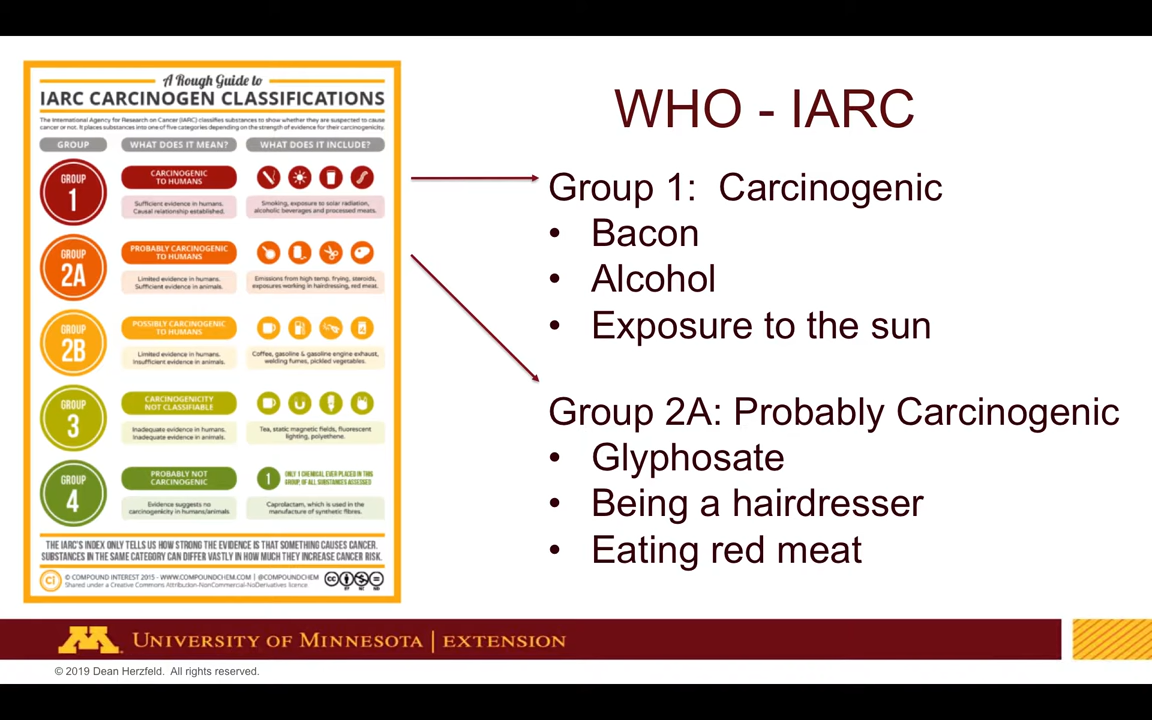 A Rough Guide to
IARC CARCINOGEN CLASSIFICATIONS
The International Agency for Research on Cancer (IARC) classifies substances to show whether they are suspected to cause
cancer or not. It places substances into one of five categories depending on the strength of evidence for their carcinogenicity.
GROUP
WHAT DOES IT MEAN?
WHAT DOES IT INCLUDE?
GROUP
1
CARCINOGENIC
TO HUMANS
Sufficient evidence in humans.
Causal relationship established.
Smoking, exposure to solar radiation,
alcoholic beverages and processed meats.
GROUP
2A
PROBABLY CARCINOGENIC
TO HUMANS
Limited evidence in humans.
Sufficient evidence in animals.
Emissions from high temp. frying, steroids,
exposures working in hairdressing, red meat.
GROUP
2B
POSSIBLY CARCINOGENIC
TO HUMANS
Limited evidence in humans.
Insufficient evidence in animals.
Coffee, gasoline & gasoline engine exhaust,
welding fumes, pickled vegetables.
GROUP
3
CARCINOGENICITY
NOT CLASSIFIABLE
Inadequate evidence in humans.
Inadequate evidence in animals.
Tea, static magnetic fields, fluorescent
lighting, polyethene.
GROUP
4
PROBABLY NOT
CARCINOGENIC
Evidence suggests no
carcinogenicity in humans/animals
1
ONLY 1 CHEMICAL EVER PLACED IN THIS
GROUP, OF ALL SUBSTANCES ASSESSED
Caprolactam, which is used in the
manufacture of synthetic fibres.
THE IARC'S INDEX ONLY TELLS US HOW STRONG THE EVIDENCE IS THAT SOMETHING CAUSES CANCER.
SUBSTANCES IN THE SAME CATEGORY CAN DIFFER VASTLY IN HOW MUCH THEY INCREASE CANCER RISK.
Ci
© COMPOUND INTEREST 2015 - WWW.COMPOUNDCHEM.COM | @COMPOUNDCHEM
Shared under a Creative Commons Attribution-NonCommercial-NoDerivatives licence
WHO - IARC
Group 1: Carcinogenic
• Bacon
• Alcohol
• Exposure to the sun
Group 2A: Probably Carcinogenic
• Glyphosate
• Being a hairdresser
• Eating red meat
M UNIVERSITY OF MINNESOTA | EXTENSION
© 2019 Dean Herzfeld. All rights reserved.